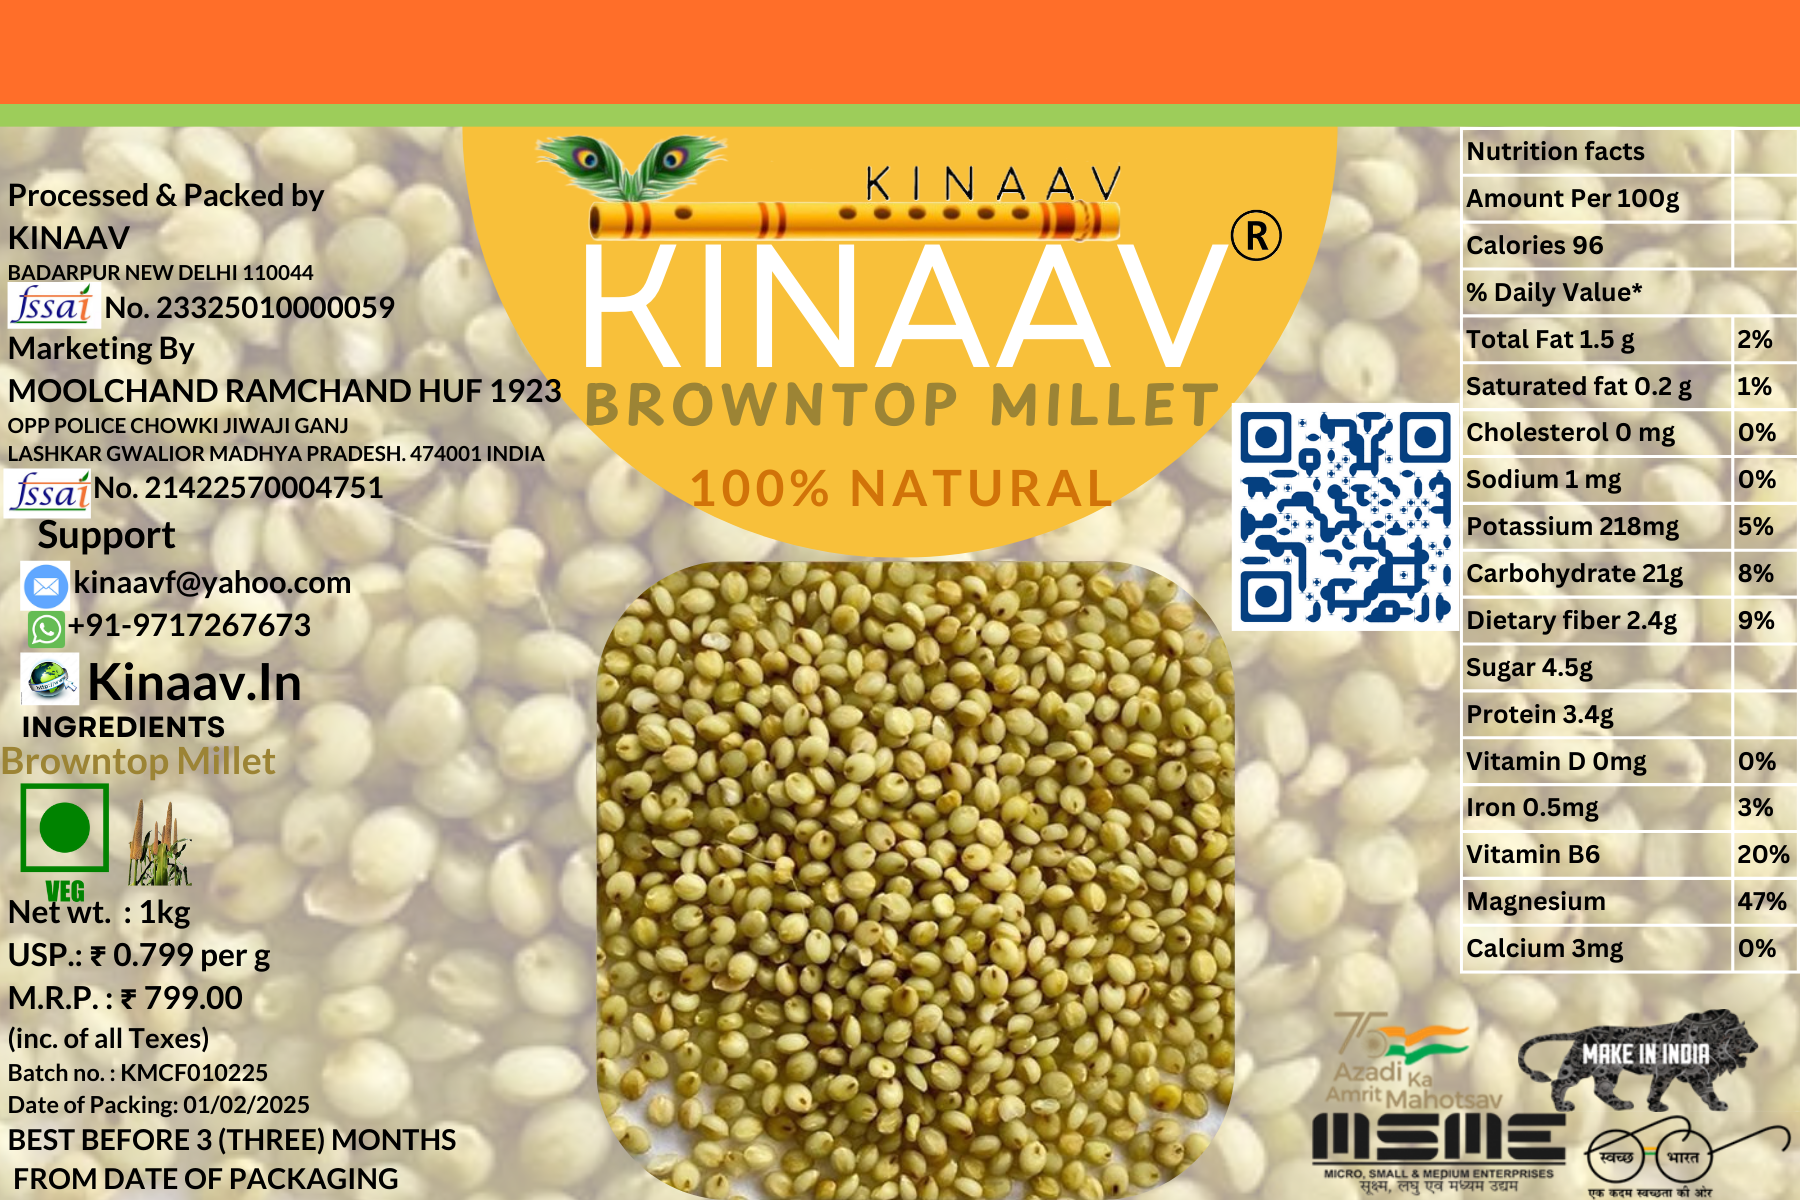 Processed & Packed by
KINAAV
BADARPUR NEW DELHI 110044
fssai No. 23325010000059
Marketing By
MOOLCHAND RAMCHAND HUF 1923
OPP POLICE CHOWKI JIWAJI GANJ
LASHKAR GWALIOR MADHYA PRADESH. 474001 INDIA
fssai No. 21422570004751
Support
kinaavf@yahoo.com
+91-9717267673
Kinaav.In
INGREDIENTS
Browntop Millet
VEG
Net wt. : 1kg
USP.: ₹ 0.799 per g
M.R.P. : ₹ 799.00
(inc. of all Texes)
Batch no. : KMCF010225
Date of Packing: 01/02/2025
BEST BEFORE 3 (THREE) MONTHS
FROM DATE OF PACKAGING
KINAAV
KINAAV®
BROWNTOP MILLET
100% NATURAL
Nutrition facts
Amount Per 100g
Calories 96
% Daily Value*
Total Fat 1.5 g 2%
Saturated fat 0.2 g 1%
Cholesterol 0 mg 0%
Sodium 1 mg 0%
Potassium 218mg 5%
Carbohydrate 21g 8%
Dietary fiber 2.4g 9%
Sugar 4.5g
Protein 3.4g
Vitamin D 0mg 0%
Iron 0.5mg 3%
Vitamin B6 20%
Magnesium 47%
Calcium 3mg 0%
75
Azadi Ka
Amrit Mahotsav
MAKE IN INDIA
MSME
MICRO, SMALL & MEDIUM ENTERPRISES
सूक्ष्म, लघु एवं मध्यम उद्यम
स्वच्छ भारत
एक कदम स्वच्छता की ओर